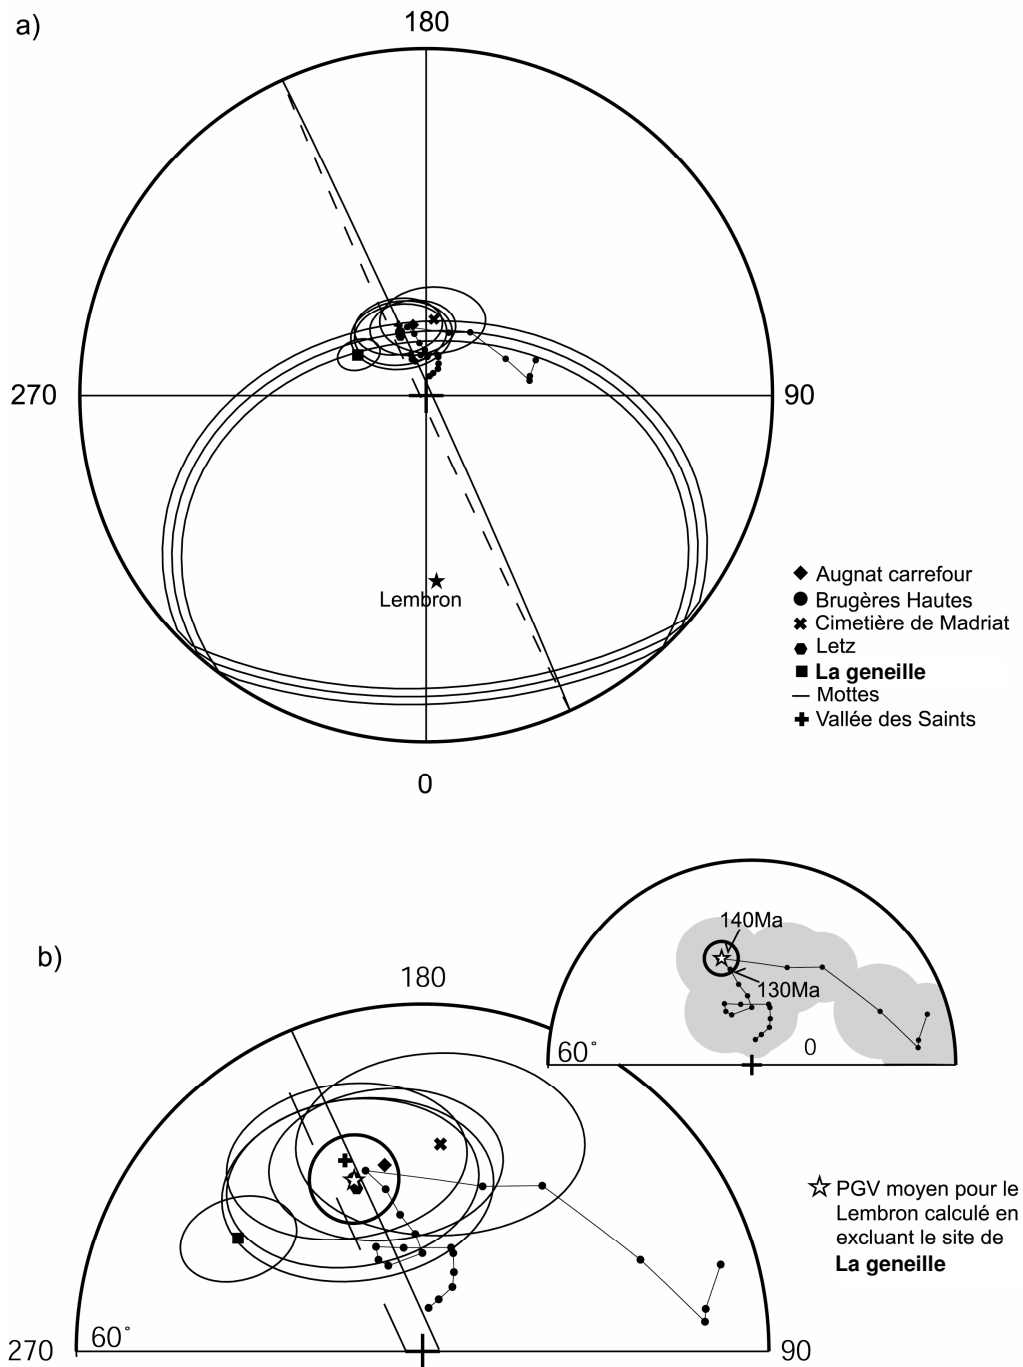 a)
180
270
90
Lembron
Augnat carrefour
Brugères Hautes
Cimetière de Madriat
Letz
La geneille
Mottes
Vallée des Saints
0
140Ma
130Ma
60°
0
b)
180
60°
270
90
PGV moyen pour le
Lembron calculé en
excluant le site de
La geneille